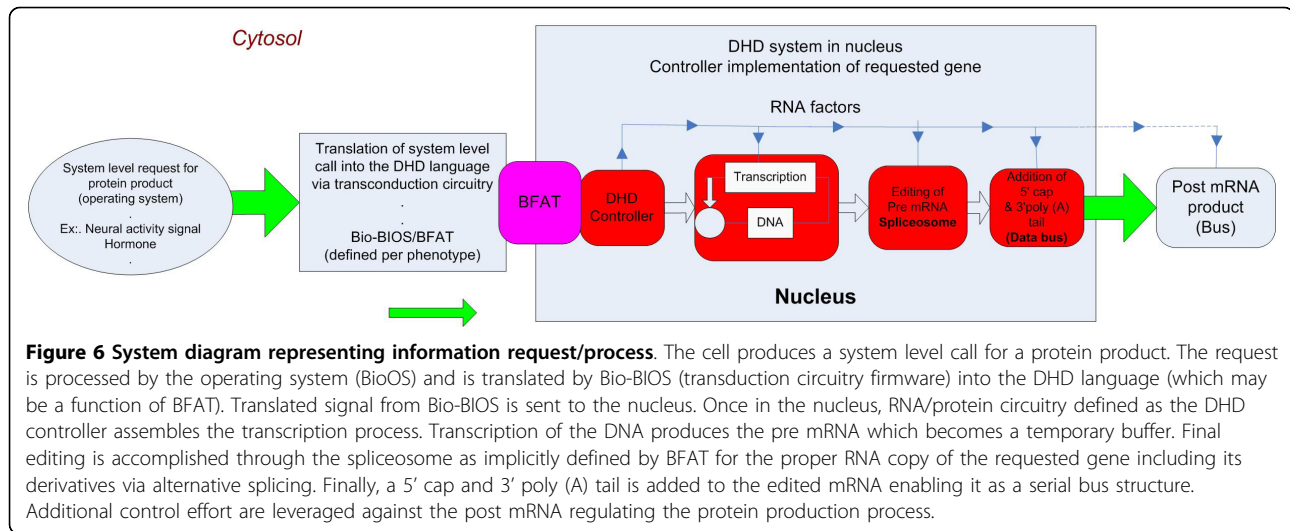 Cytosol
DHD system in nucleus
Controller implementation of requested gene
RNA factors
System level request for
protein product
(operating system)
.
Ex:. Neural activity signal
Hormone
.
Translation of system level
call into the DHD language
via transconduction circuitry
.
.
Bio-BIOS/BFAT
(defined per phenotype)
BFAT
DHD
Controller
Transcription
DNA
Editing of
Pre mRNA
Spliceosome
Addition of
5' cap
& 3'poly (A)
tail
(Data bus)
Post mRNA
product
(Bus)
Nucleus
Figure 6 System diagram representing information request/process. The cell produces a system level call for a protein product. The request
is processed by the operating system (BioOS) and is translated by Bio-BIOS (transduction circuitry firmware) into the DHD language (which may
be a function of BFAT). Translated signal from Bio-BIOS is sent to the nucleus. Once in the nucleus, RNA/protein circuitry defined as the DHD
controller assembles the transcription process. Transcription of the DNA produces the pre mRNA which becomes a temporary buffer. Final
editing is accomplished through the spliceosome as implicitly defined by BFAT for the proper RNA copy of the requested gene including its
derivatives via alternative splicing. Finally, a 5’ cap and 3’ poly (A) tail is added to the edited mRNA enabling it as a serial bus structure.
Additional control effort are leveraged against the post mRNA regulating the protein production process.